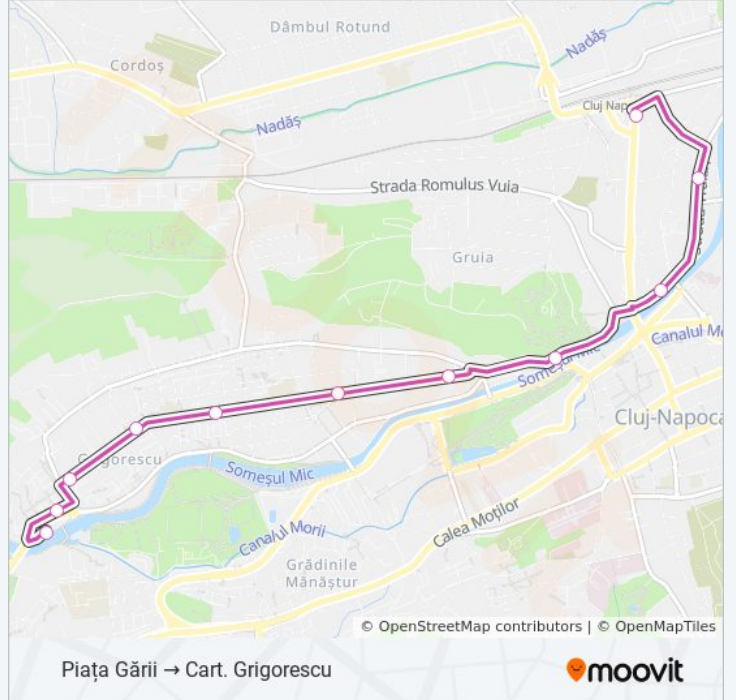 Dâmbul Rotund
Nadăș
Cordoș
Cluj Nap
Nadăș
Strada Romulus Vuia
Gruia
Canalul M
Someșul Mic
Cluj-Napoca
Grigorescu
Someșul Mic
Calea Moților
Canalul Morii
Grădinile
Mănăștur
© OpenStreetMap contributors | © OpenMapTiles
Piața Gării → Cart. Grigorescu
moovit